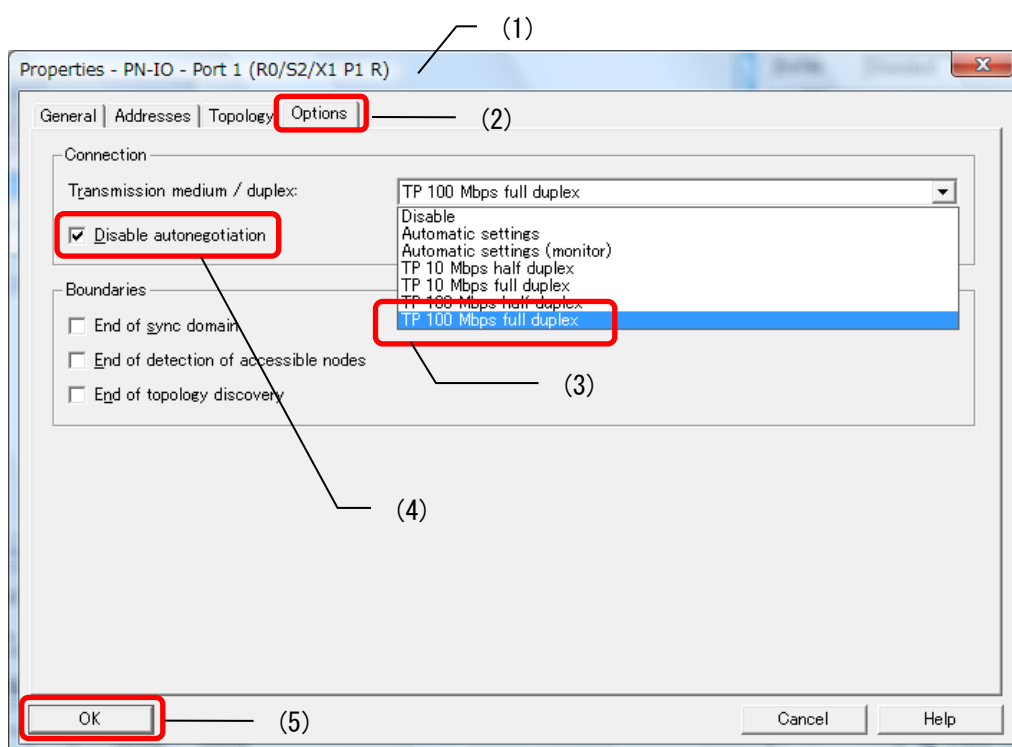 (1)
Properties - PN-IO - Port 1 (R0/S2/X1 P1 R)
General Addresses Topology Options
(2)
Connection
Transmission medium / duplex:
TP 100 Mbps full duplex
Disable
Disable autonegotiation
Automatic settings
Automatic settings (monitor)
TP 10 Mbps half duplex
TP 10 Mbps full duplex
TP 100 Mbps half duplex
TP 100 Mbps full duplex
Boundaries
End of sync domain
End of detection of accessible nodes
(3)
End of topology discovery
(4)
OK
(5)
Cancel
Help